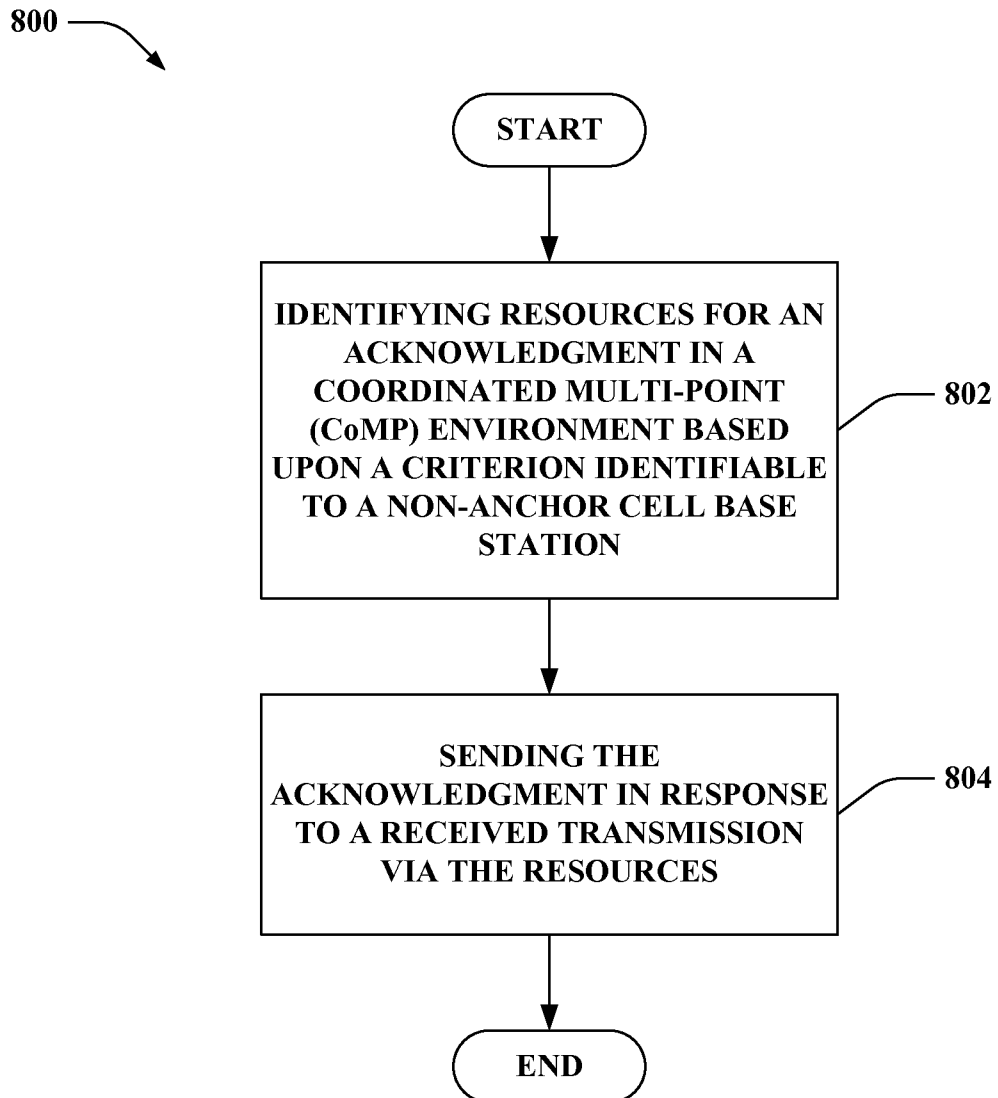 800
START
IDENTIFYING RESOURCES FOR AN
ACKNOWLEDGMENT IN A
COORDINATED MULTI-POINT
(CoMP) ENVIRONMENT BASED
UPON A CRITERION IDENTIFIABLE
TO A NON-ANCHOR CELL BASE
STATION
802
SENDING THE
ACKNOWLEDGMENT IN RESPONSE
TO A RECEIVED TRANSMISSION
VIA THE RESOURCES
804
END